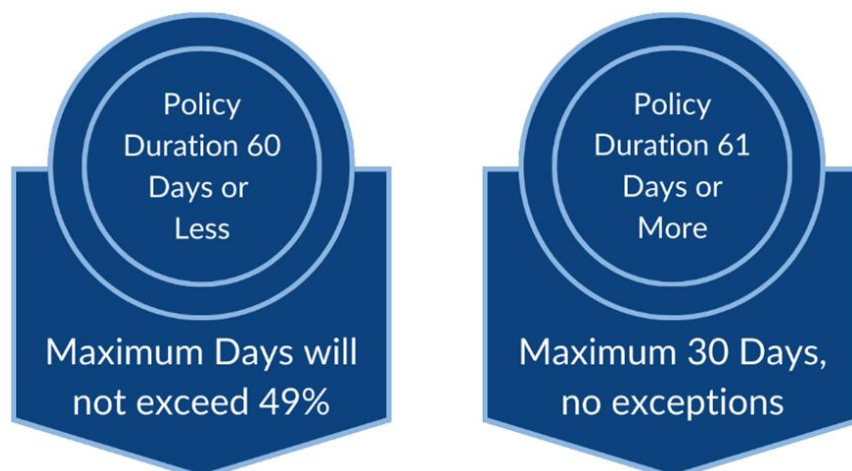 Policy
Duration 60
Days or
Less
Maximum Days will
not exceed 49%
Policy
Duration 61
Days or
More
Maximum 30 Days,
no exceptions